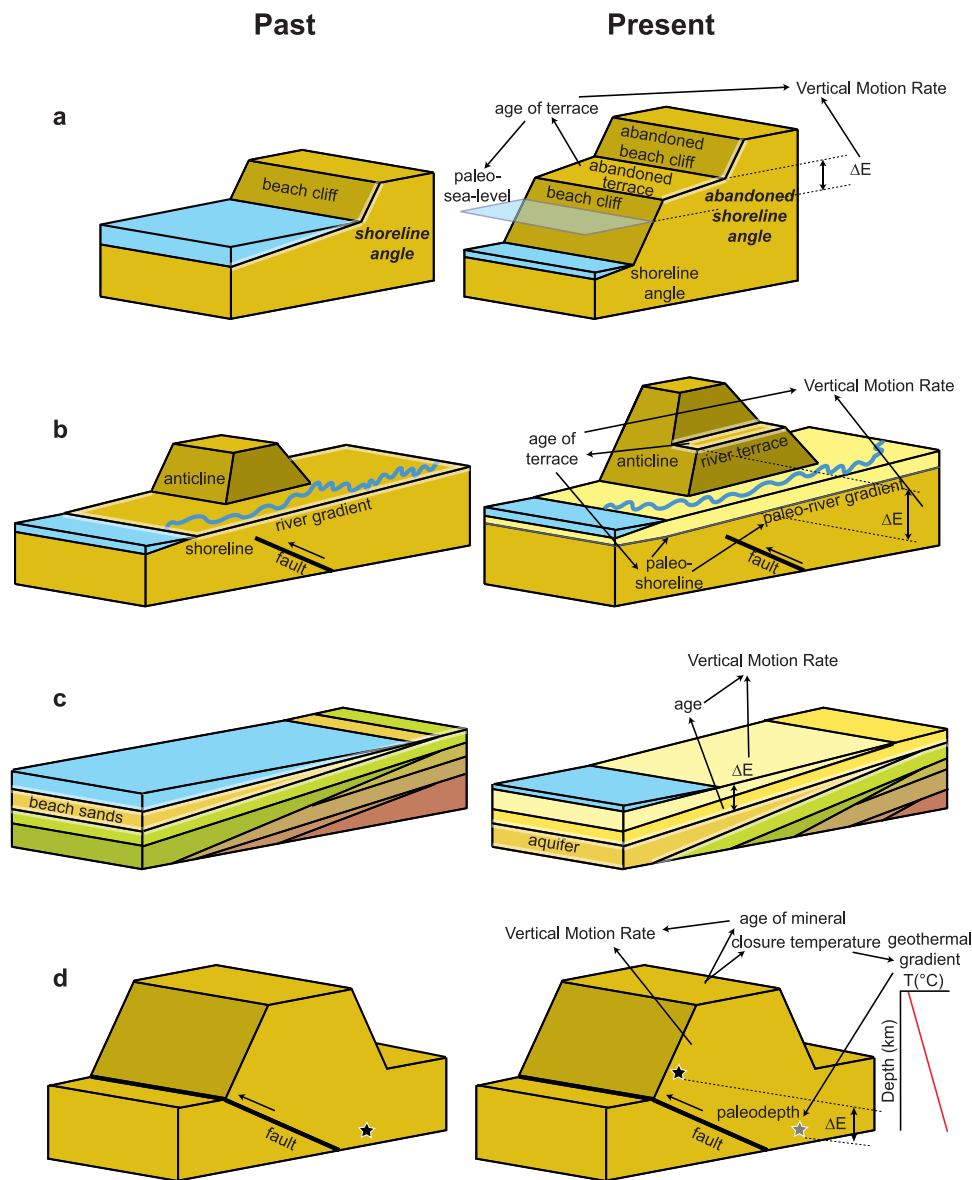 Past
Present
a
beach cliff
shoreline
angle
Vertical Motion Rate
age of terrace
paleo-
sea-level
abandoned
beach cliff
abandoned
terrace
beach cliff
ΔE
abandoned
shoreline
angle
shoreline
angle
b
anticline
river gradient
shoreline
fault
Vertical Motion Rate
age of
terrace
anticline
river terrace
paleo-river gradient
ΔE
paleo-
shoreline
fault
c
beach sands
Vertical Motion Rate
age
ΔE
aquifer
d
fault
age of mineral
Vertical Motion Rate
closure temperature
geothermal
gradient
T(°C)
Depth (km)
paleodepth
ΔE
fault